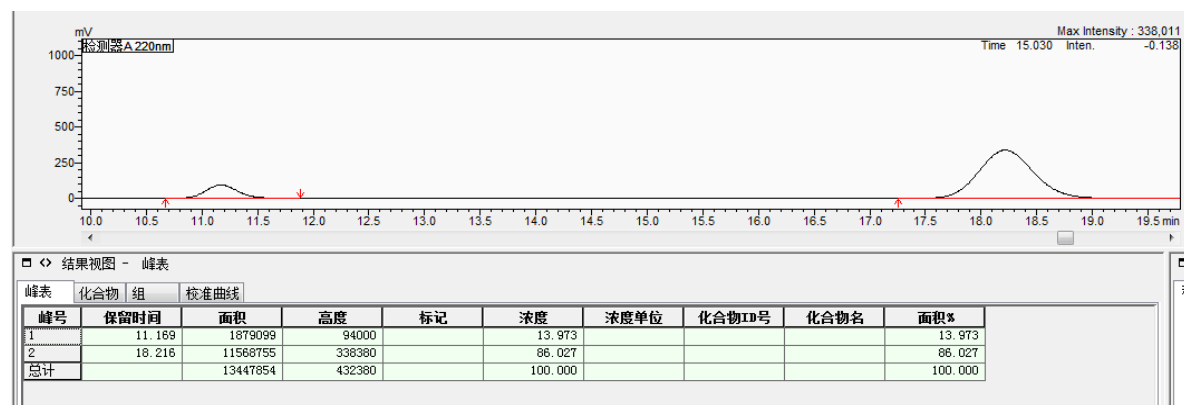 mV
Max Intensity : 338,011
检测器A 220nm
Time 15.030 Inten. -0.138
1000
750
500
250
0
10.0 10.5 11.0 11.5 12.0 12.5 13.0 13.5 14.0 14.5 15.0 15.5 16.0 16.5 17.0 17.5 18.0 18.5 19.0 19.5 min
结果视图 - 峰表
峰表 化合物 组 校准曲线
峰号 保留时间 面积 高度 标记 浓度 浓度单位 化合物ID号 化合物名 面积%
1 11.169 1879099 94000 13.973 13.973
2 18.216 11568755 338380 86.027 86.027
总计 13447854 432380 100.000 100.000